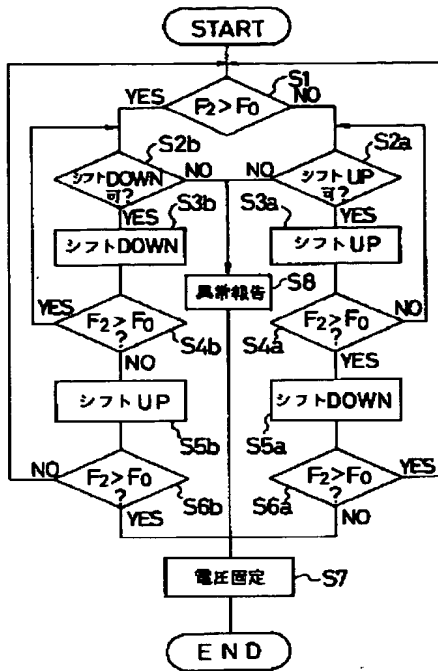 START
S1
YES
F2>F0
NO
S2b
S2a
シフトDOWN
可?
NO
NO
シフトUP
可?
YES
S3b
S3a
YES
シフトDOWN
シフトUP
S8
異常報告
YES
F2>F0
?
S4b
NO
F2>F0
?
S4a
NO
YES
シフトUP
S5b
シフトDOWN
S5a
NO
F2>F0
?
S6b
YES
F2>F0
?
S6a
YES
NO
電圧固定
S7
END